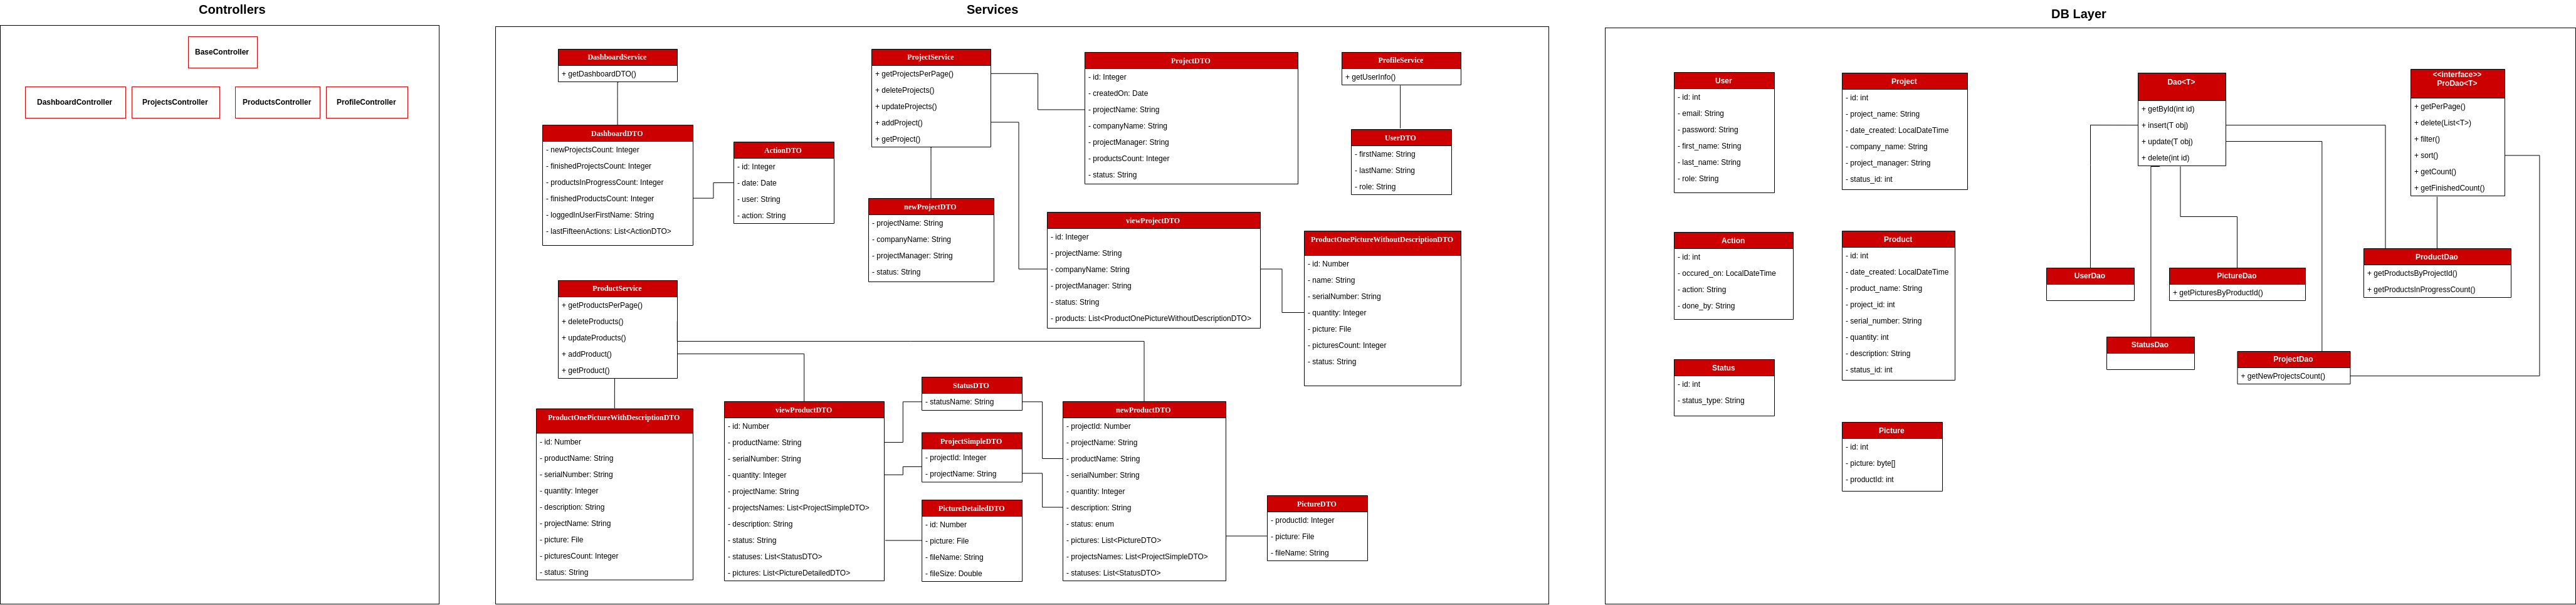 Controllers
BaseController
DashboardController
ProjectsController
ProductsController
ProfileController
Services
DashboardService
+ getDashboardDTO()
DashboardDTO
- newProjectsCount: Integer
- finishedProjectsCount: Integer
- productsInProgressCount: Integer
- finishedProductsCount: Integer
- loggedInUserFirstName: String
- lastFifteenActions: List<ActionDTO>
ActionDTO
- id: Integer
- date: Date
- user: String
- action: String
ProjectService
+ getProjectsPerPage()
+ deleteProjects()
+ updateProjects()
+ addProject()
+ getProject()
newProjectDTO
- projectName: String
- companyName: String
- projectManager: String
- status: String
ProjectDTO
- id: Integer
- createdOn: Date
- projectName: String
- companyName: String
- projectManager: String
- productsCount: Integer
- status: String
ProfileService
+ getUserInfo()
UserDTO
- firstName: String
- lastName: String
- role: String
viewProjectDTO
- id: Integer
- projectName: String
- companyName: String
- projectManager: String
- status: String
- products: List<ProductOnePictureWithoutDescriptionDTO>
ProductOnePictureWithoutDescriptionDTO
- id: Number
- name: String
- serialNumber: String
- quantity: Integer
- picture: File
- picturesCount: Integer
- status: String
ProductService
+ getProductsPerPage()
+ deleteProducts()
+ updateProducts()
+ addProduct()
+ getProduct()
ProductOnePictureWithDescriptionDTO
- id: Number
- productName: String
- serialNumber: String
- quantity: Integer
- description: String
- projectName: String
- picture: File
- picturesCount: Integer
- status: String
viewProductDTO
- id: Number
- productName: String
- serialNumber: String
- quantity: Integer
- projectName: String
- projectsNames: List<ProjectSimpleDTO>
- description: String
- status: String
- statuses: List<StatusDTO>
- pictures: List<PictureDetailedDTO>
StatusDTO
- statusName: String
ProjectSimpleDTO
- projectId: Integer
- projectName: String
PictureDetailedDTO
- id: Number
- picture: File
- fileName: String
- fileSize: Double
newProductDTO
- projectId: Number
- projectName: String
- productName: String
- serialNumber: String
- quantity: Integer
- description: String
- status: enum
- pictures: List<PictureDTO>
- projectsNames: List<ProjectSimpleDTO>
- statuses: List<StatusDTO>
PictureDTO
- productId: Integer
- picture: File
- fileName: String
DB Layer
User
- id: int
- email: String
- password: String
- first_name: String
- last_name: String
- role: String
Project
- id: int
- project_name: String
- date_created: LocalDateTime
- company_name: String
- project_manager: String
- status_id: int
Action
- id: int
- occured_on: LocalDateTime
- action: String
- done_by: String
Product
- id: int
- date_created: LocalDateTime
- product_name: String
- project_id: int
- serial_number: String
- quantity: int
- description: String
- status_id: int
Status
- id: int
- status_type: String
Picture
- id: int
- picture: byte[]
- productId: int
Dao<T>
+ getById(int id)
+ insert(T obj)
+ update(T obj)
+ delete(int id)
<<interface>>
ProDao<T>
+ getPerPage()
+ delete(List<T>)
+ filter()
+ sort()
+ getCount()
+ getFinishedCount()
UserDao
PictureDao
+ getPicturesByProductId()
ProductDao
+ getProductsByProjectId()
+ getProductsInProgressCount()
StatusDao
ProjectDao
+ getNewProjectsCount()